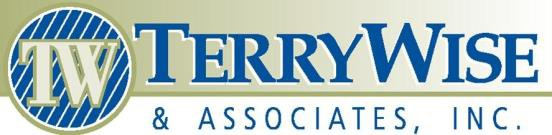 TW TERRYWISE
& ASSOCIATES, INC.